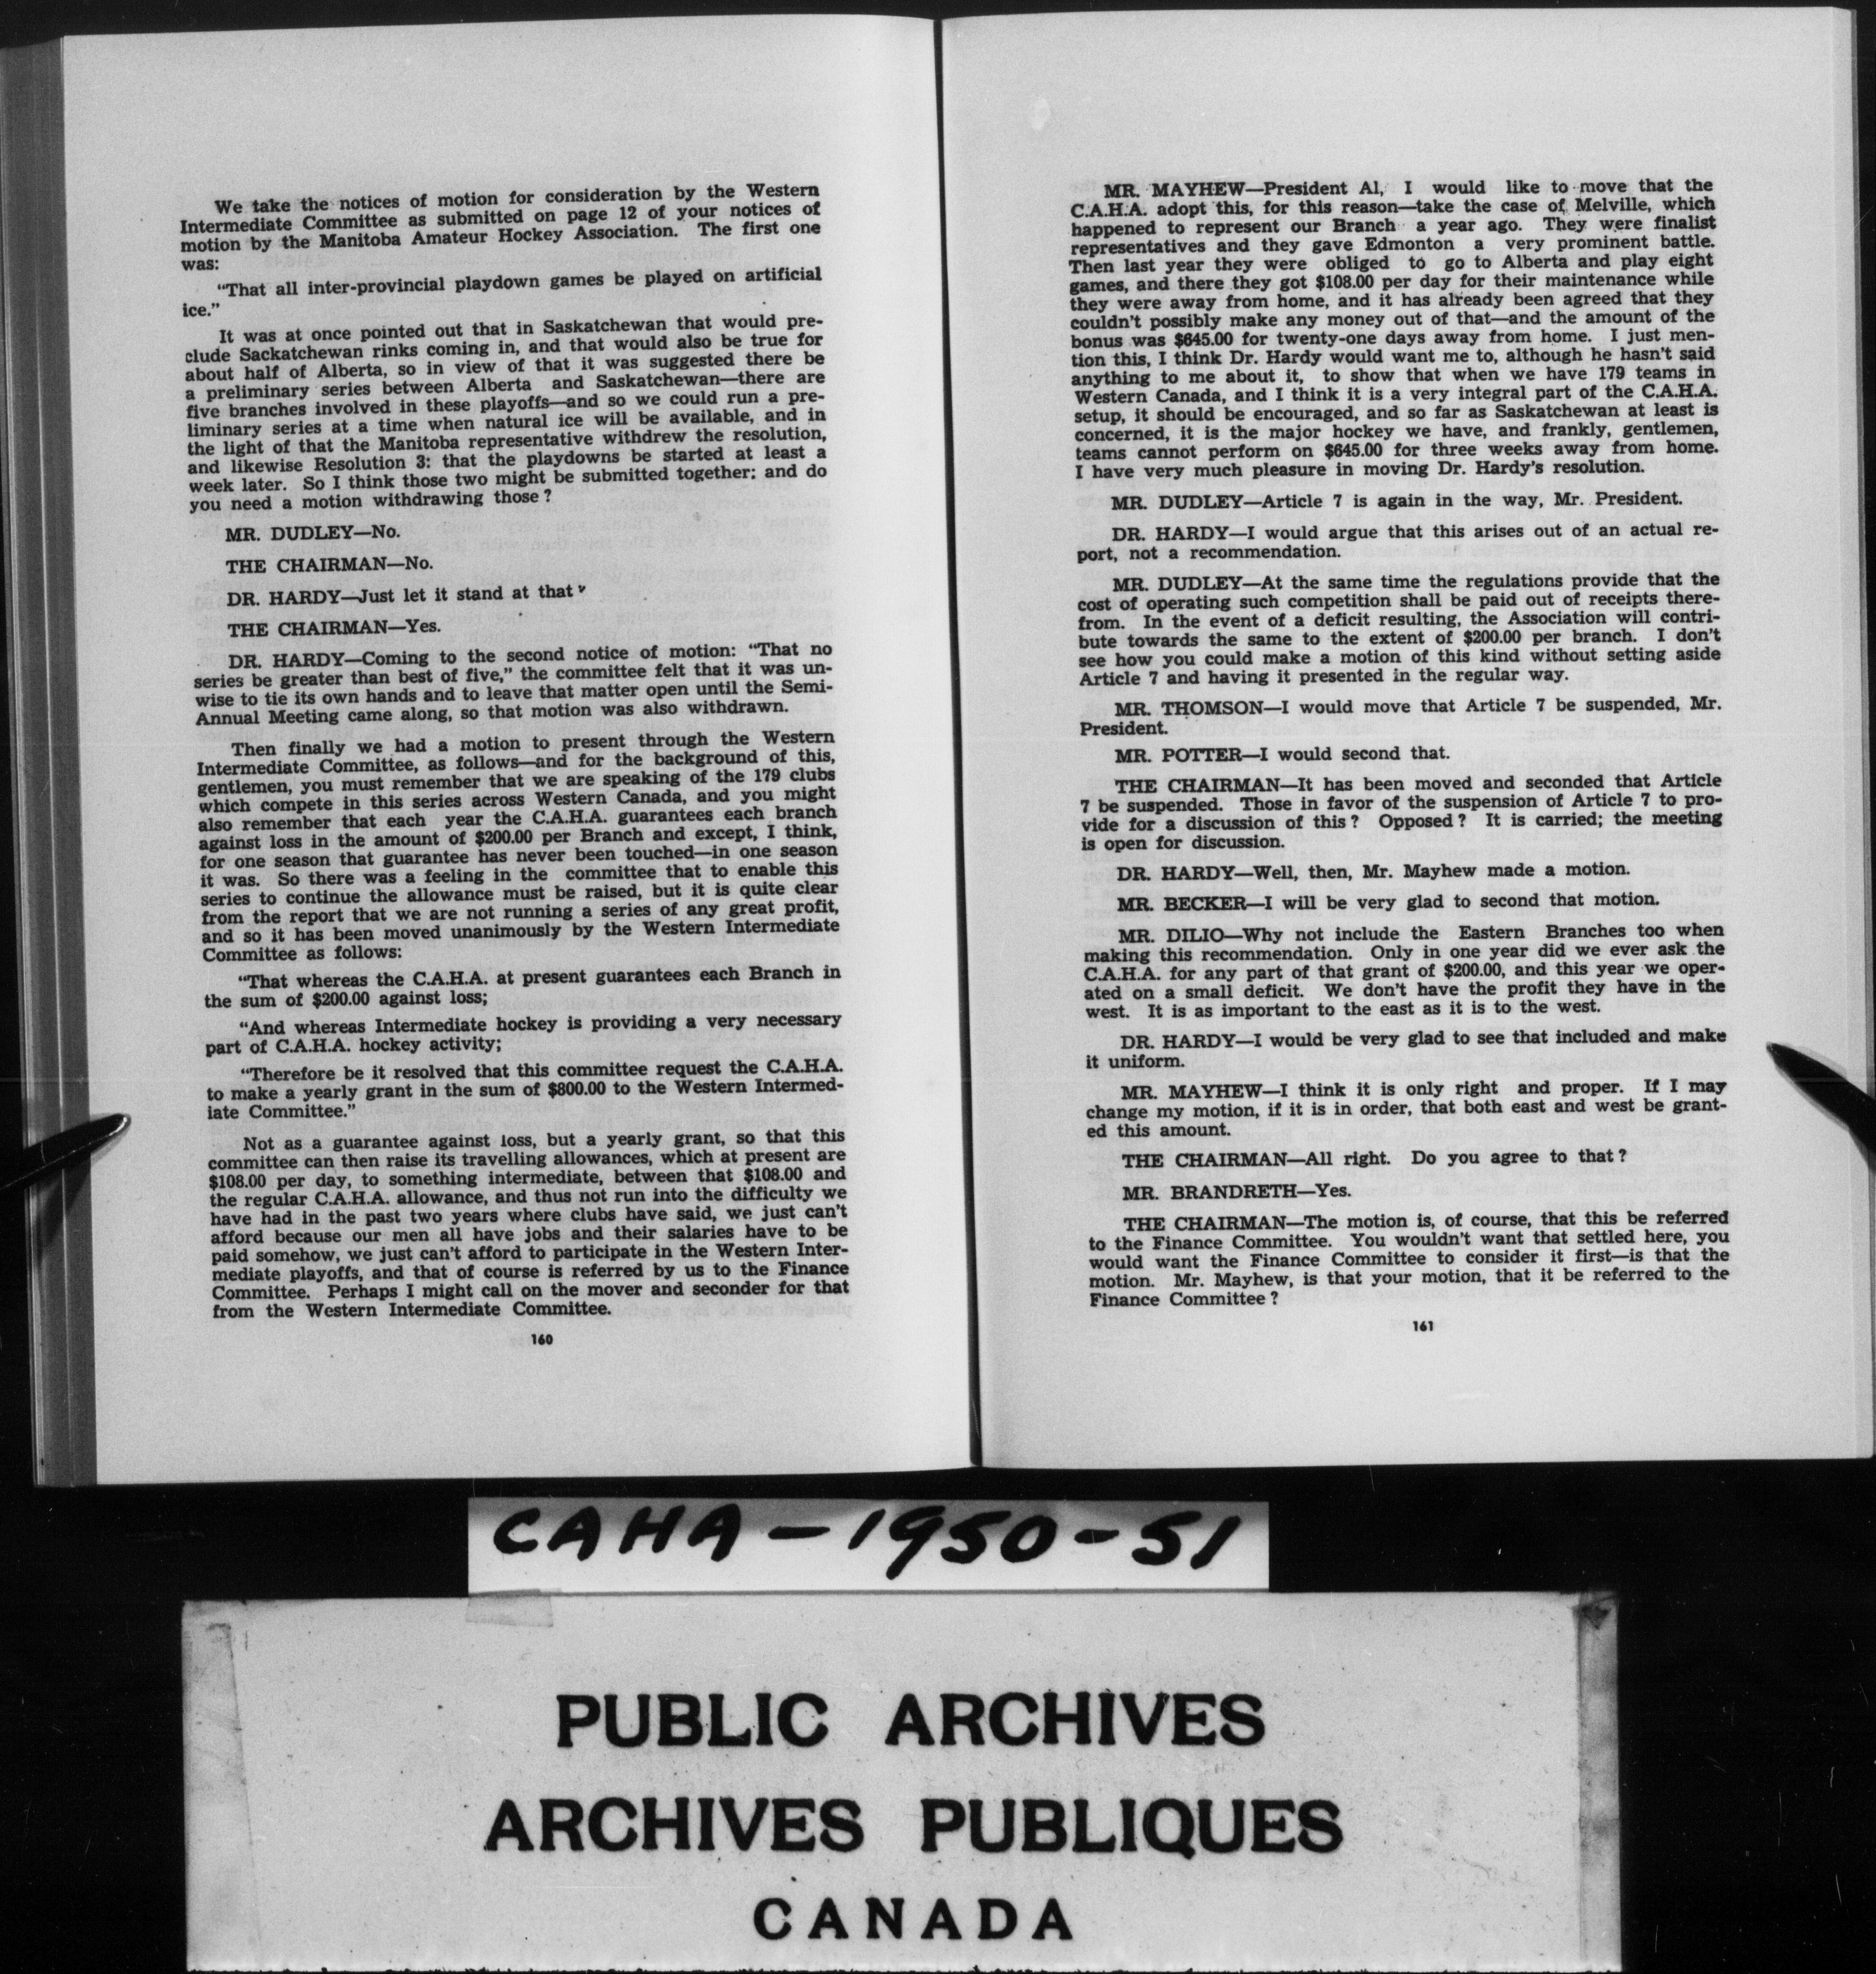 We take the notices of motion for consideration by the Western
Intermediate Committee as submitted on page 12 of your notices of
motion by the Manitoba Amateur Hockey Association. The first one
was:
"That all inter-provincial playdown games be played on artificial
ice."
It was at once pointed out that in Saskatchewan that would pre-
clude Sackatchewan rinks coming in, and that would also be true for
about half of Alberta, so in view of that it was suggested there be
a preliminary series between Alberta and Saskatchewan—there are
five branches involved in these playoffs—and so we could run a pre-
liminary series at a time when natural ice will be available, and in
the light of that the Manitoba representative withdrew the resolution,
and likewise Resolution 3: that the playdowns be started at least a
week later. So I think those two might be submitted together; and do
you need a motion withdrawing those?
MR. DUDLEY—No.
THE CHAIRMAN—No.
DR. HARDY—Just let it stand at that
THE CHAIRMAN—Yes.
DR. HARDY—Coming to the second notice of motion: "That no
series be greater than best of five," the committee felt that it was un-
wise to tie its own hands and to leave that matter open until the Semi-
Annual Meeting came along, so that motion was also withdrawn.
Then finally we had a motion to present through the Western
Intermediate Committee, as follows—and for the background of this,
gentlemen, you must remember that we are speaking of the 179 clubs
which compete in this series across Western Canada, and you might
also remember that each year the C.A.H.A. guarantees each branch
against loss in the amount of $200.00 per Branch and except, I think,
for one season that guarantee has never been touched—in one season
it was. So there was a feeling in the committee that to enable this
series to continue the allowance must be raised, but it is quite clear
from the report that we are not running a series of any great profit,
and so it has been moved unanimously by the Western Intermediate
Committee as follows:
"That whereas the C.A.H.A. at present guarantees each Branch in
the sum of $200.00 against loss;
"And whereas Intermediate hockey is providing a very necessary
part of C.A.H.A. hockey activity;
"Therefore be it resolved that this committee request the C.A.H.A.
to make a yearly grant in the sum of $800.00 to the Western Intermed-
iate Committee."
Not as a guarantee against loss, but a yearly grant, so that this
committee can then raise its travelling allowances, which at present are
$108.00 per day, to something intermediate, between that $108.00 and
the regular C.A.H.A. allowance, and thus not run into the difficulty we
have had in the past two years where clubs have said, we just can't
afford because our men all have jobs and their salaries have to be
paid somehow, we just can't afford to participate in the Western Inter-
mediate playoffs, and that of course is referred by us to the Finance
Committee. Perhaps I might call on the mover and seconder for that
from the Western Intermediate Committee.
160
MR. MAYHEW—President Al, I would like to move that the
C.A.H.A. adopt this, for this reason—take the case of Melville, which
happened to represent our Branch a year ago. They were finalist
representatives and they gave Edmonton a very prominent battle.
Then last year they were obliged to go to Alberta and play eight
games, and there they got $108.00 per day for their maintenance while
they were away from home, and it has already been agreed that they
couldn't possibly make any money out of that—and the amount of the
bonus was $645.00 for twenty-one days away from home. I just men-
tion this, I think Dr. Hardy would want me to, although he hasn't said
anything to me about it, to show that when we have 179 teams in
Western Canada, and I think it is a very integral part of the C.A.H.A.
setup, it should be encouraged, and so far as Saskatchewan at least is
concerned, it is the major hockey we have, and frankly, gentlemen,
teams cannot perform on $645.00 for three weeks away from home.
I have very much pleasure in moving Dr. Hardy's resolution.
MR. DUDLEY—Article 7 is again in the way, Mr. President.
DR. HARDY—I would argue that this arises out of an actual re-
port, not a recommendation.
MR. DUDLEY—At the same time the regulations provide that the
cost of operating such competition shall be paid out of receipts there-
from. In the event of a deficit resulting, the Association will contri-
bute towards the same to the extent of $200.00 per branch. I don't
see how you could make a motion of this kind without setting aside
Article 7 and having it presented in the regular way.
MR. THOMSON—I would move that Article 7 be suspended, Mr.
President.
MR. POTTER—I would second that.
THE CHAIRMAN—It has been moved and seconded that Article
7 be suspended. Those in favor of the suspension of Article 7 to pro-
vide for a discussion of this? Opposed? It is carried; the meeting
is open for discussion.
DR. HARDY—Well, then, Mr. Mayhew made a motion.
MR. BECKER—I will be very glad to second that motion.
MR. DILIO—Why not include the Eastern Branches too when
making this recommendation. Only in one year did we ever ask the
C.A.H.A. for any part of that grant of $200.00, and this year we oper-
ated on a small deficit. We don't have the profit they have in the
west. It is as important to the east as it is to the west.
DR. HARDY—I would be very glad to see that included and make
it uniform.
MR. MAYHEW—I think it is only right and proper. If I may
change my motion, if it is in order, that both east and west be grant-
ed this amount.
THE CHAIRMAN—All right. Do you agree to that?
MR. BRANDRETH—Yes.
THE CHAIRMAN—The motion is, of course, that this be referred
to the Finance Committee. You wouldn't want that settled here, you
would want the Finance Committee to consider it first—is that the
motion. Mr. Mayhew, is that your motion, that it be referred to the
Finance Committee?
161
CAHA-1950-51
PUBLIC ARCHIVES
ARCHIVES PUBLIQUES
CANADA